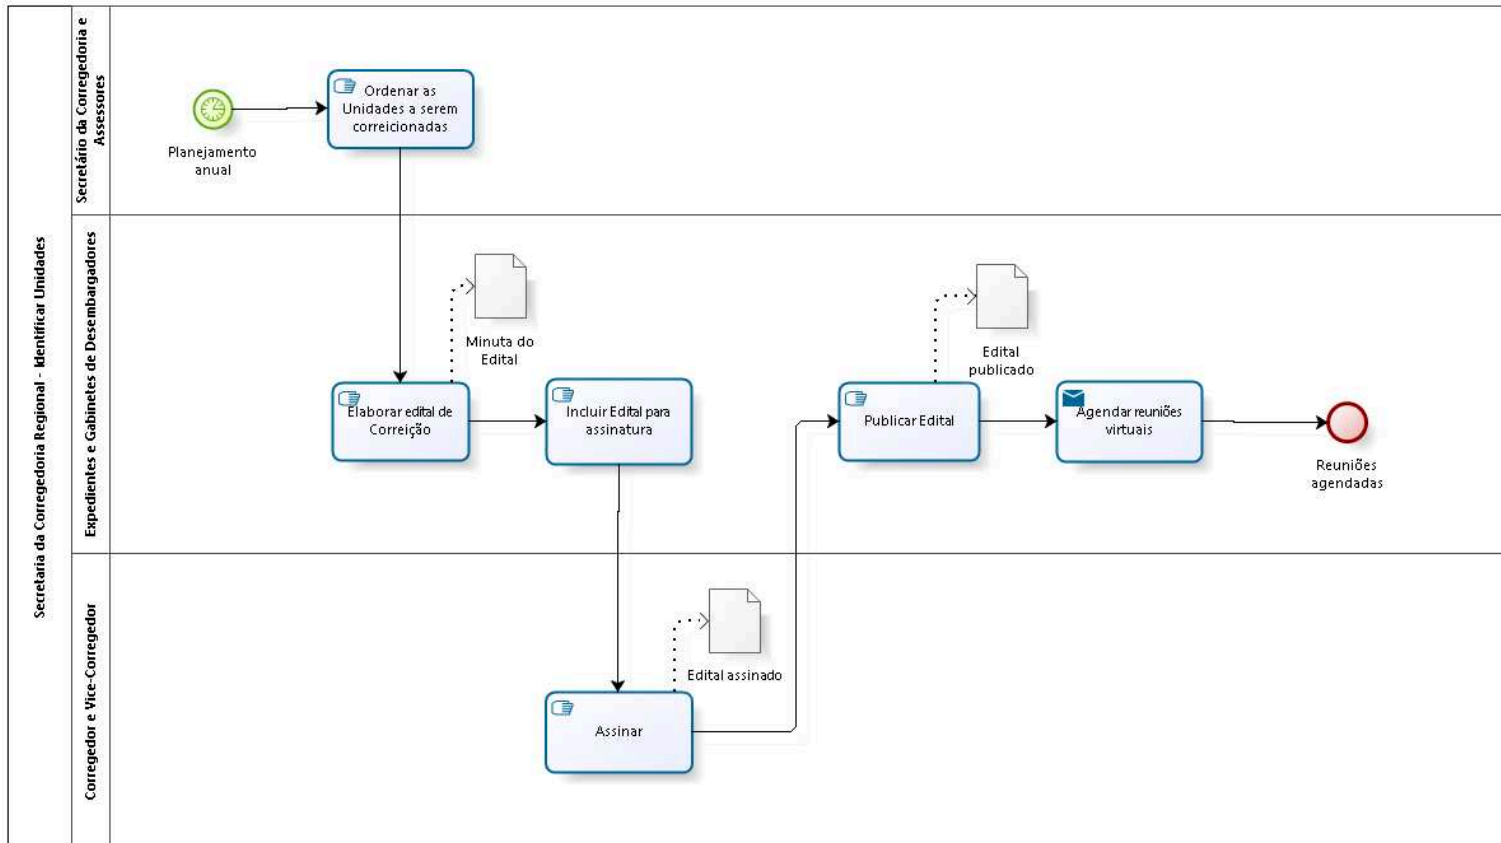 Secretaria da Corregedoria Regional - Identificar Unidades
Secretário da Corregedoria e
Assessores
Planejamento
anual
Ordenar as
Unidades a serem
correicionadas
Expedientes e Gabinetes de Desembargadores
Minuta do
Edital
Elaborar edital de
Correição
Incluir Edital para
assinatura
Edital
publicado
Publicar Edital
Agendar reuniões
virtuais
Reuniões
agendadas
Corregedor e Vice-Corregedor
Edital assinado
Assinar